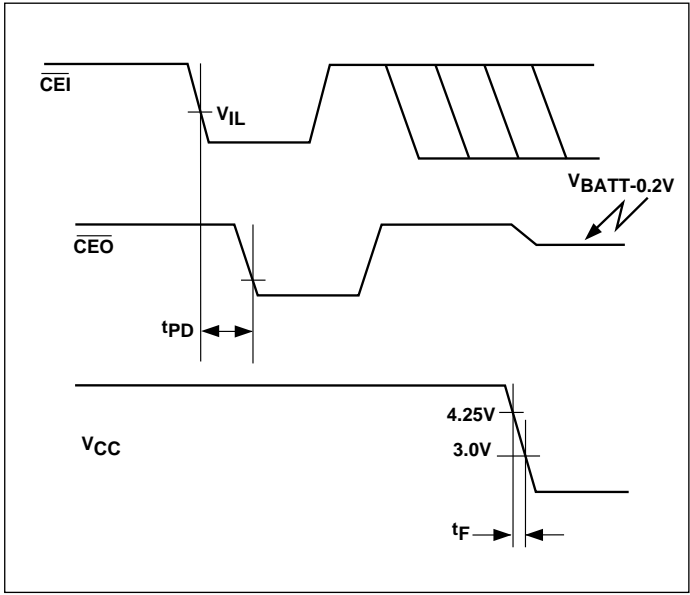 CEI
VIL
VBATT-0.2V
CEO
tPD
4.25V
VCC
3.0V
tF